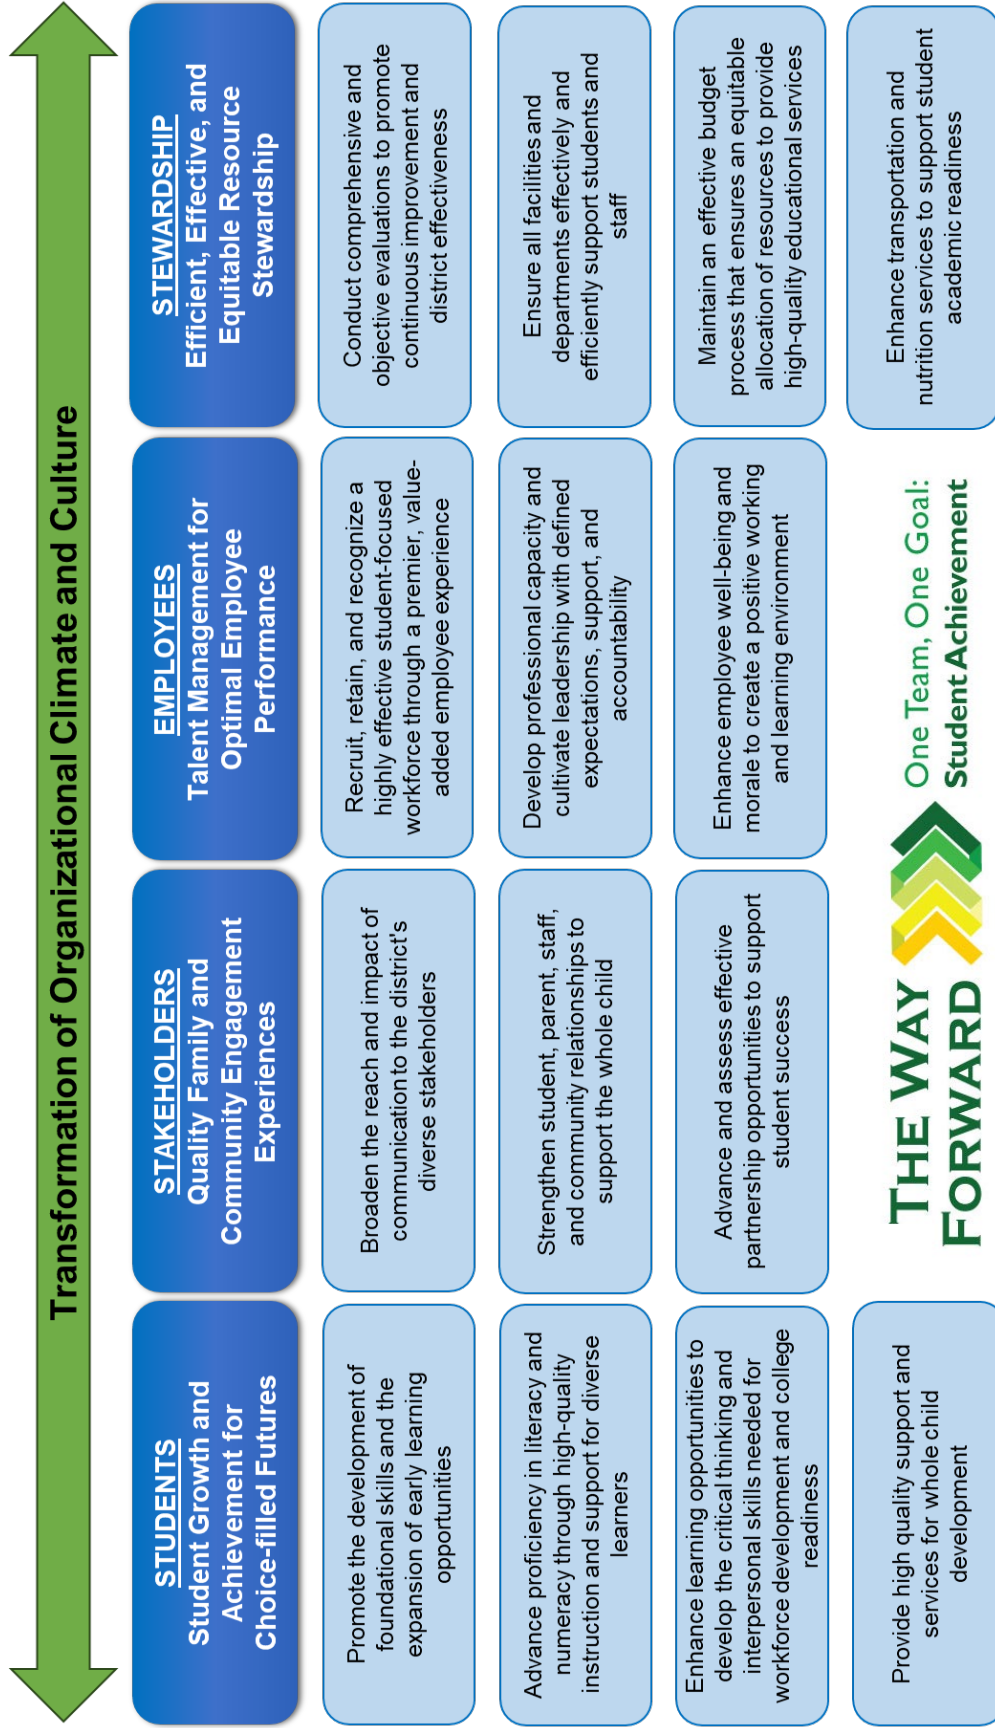 Transformation of Organizational Climate and Culture
STUDENTS
Student Growth and
Achievement for
Choice-filled Futures
Promote the development of
foundational skills and the
expansion of early learning
opportunities
Advance proficiency in literacy and
numeracy through high-quality
instruction and support for diverse
learners
Enhance learning opportunities to
develop the critical thinking and
interpersonal skills needed for
workforce development and college
readiness
Provide high quality support and
services for whole child
development
STAKEHOLDERS
Quality Family and
Community Engagement
Experiences
Broaden the reach and impact of
communication to the district's
diverse stakeholders
Strengthen student, parent, staff,
and community relationships to
support the whole child
Advance and assess effective
partnership opportunities to support
student success
EMPLOYEES
Talent Management for
Optimal Employee
Performance
Recruit, retain, and recognize a
highly effective student-focused
workforce through a premier, value-
added employee experience
Develop professional capacity and
cultivate leadership with defined
expectations, support, and
accountability
Enhance employee well-being and
morale to create a positive working
and learning environment
STEWARDSHIP
Efficient, Effective, and
Equitable Resource
Stewardship
Conduct comprehensive and
objective evaluations to promote
continuous improvement and
district effectiveness
Ensure all facilities and
departments effectively and
efficiently support students and
staff
Maintain an effective budget
process that ensures an equitable
allocation of resources to provide
high-quality educational services
Enhance transportation and
nutrition services to support student
academic readiness
THE WAY
FORWARD
One Team, One Goal:
Student Achievement